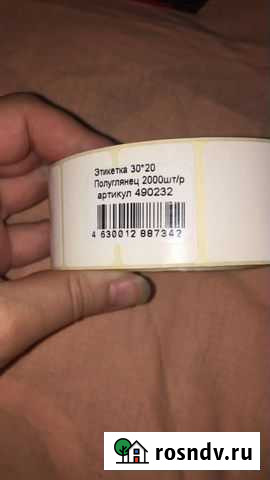 Этикетка 30*20
Полуглянец 2000шт/р
артикул 490232
4 630012 887342
rosndv.ru